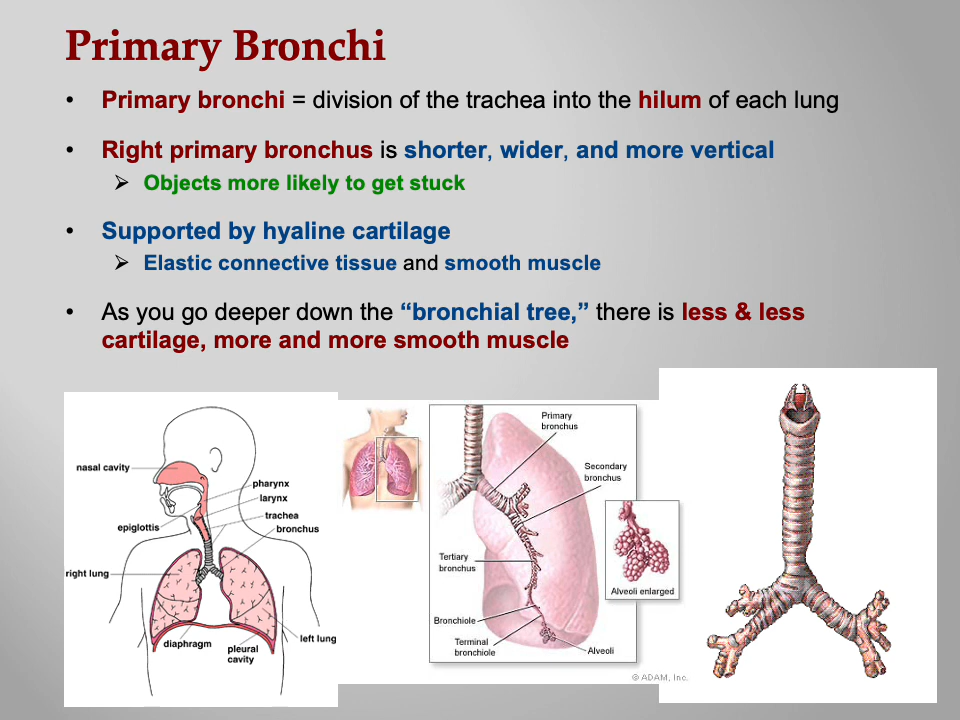 Primary Bronchi
• Primary bronchi = division of the trachea into the hilum of each lung
• Right primary bronchus is shorter, wider, and more vertical
➢ Objects more likely to get stuck
• Supported by hyaline cartilage
➢ Elastic connective tissue and smooth muscle
• As you go deeper down the “bronchial tree,” there is less & less
cartilage, more and more smooth muscle
nasal cavity
pharynx
larynx
trachea
epiglottis
bronchus
right lung
diaphragm
left lung
pleural
cavity
Primary
bronchus
Secondary
bronchus
Tertiary
bronchus
Alveoli enlarged
Bronchiole
Terminal
bronchiole
Alveoli
© ADAM, Inc.